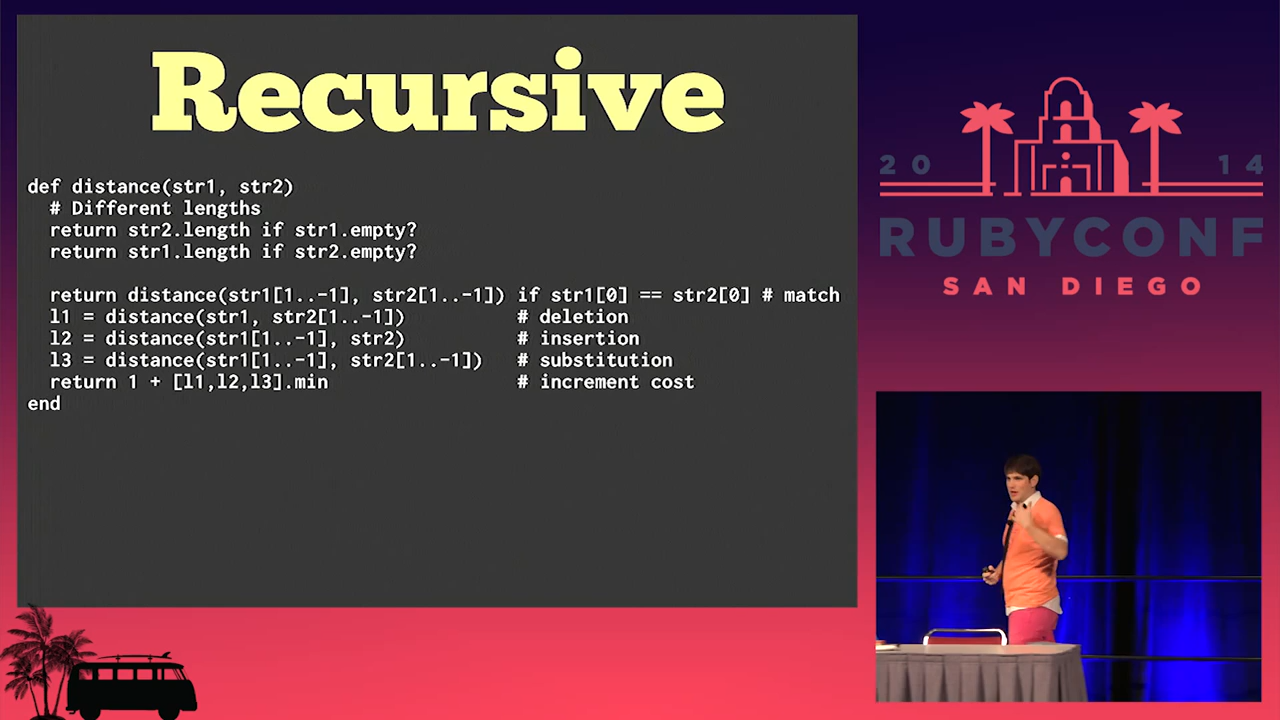 Recursive
def distance(str1, str2)
# Different lengths
return str2.length if str1.empty?
return str1.length if str2.empty?
return distance(str1[1..-1], str2[1..-1]) if str1[0] == str2[0] # match
l1 = distance(str1, str2[1..-1]) # deletion
l2 = distance(str1[1..-1], str2) # insertion
l3 = distance(str1[1..-1], str2[1..-1]) # substitution
return 1 + [l1,l2,l3].min # increment cost
end
20 14
RUBYCONF
SAN DIEGO